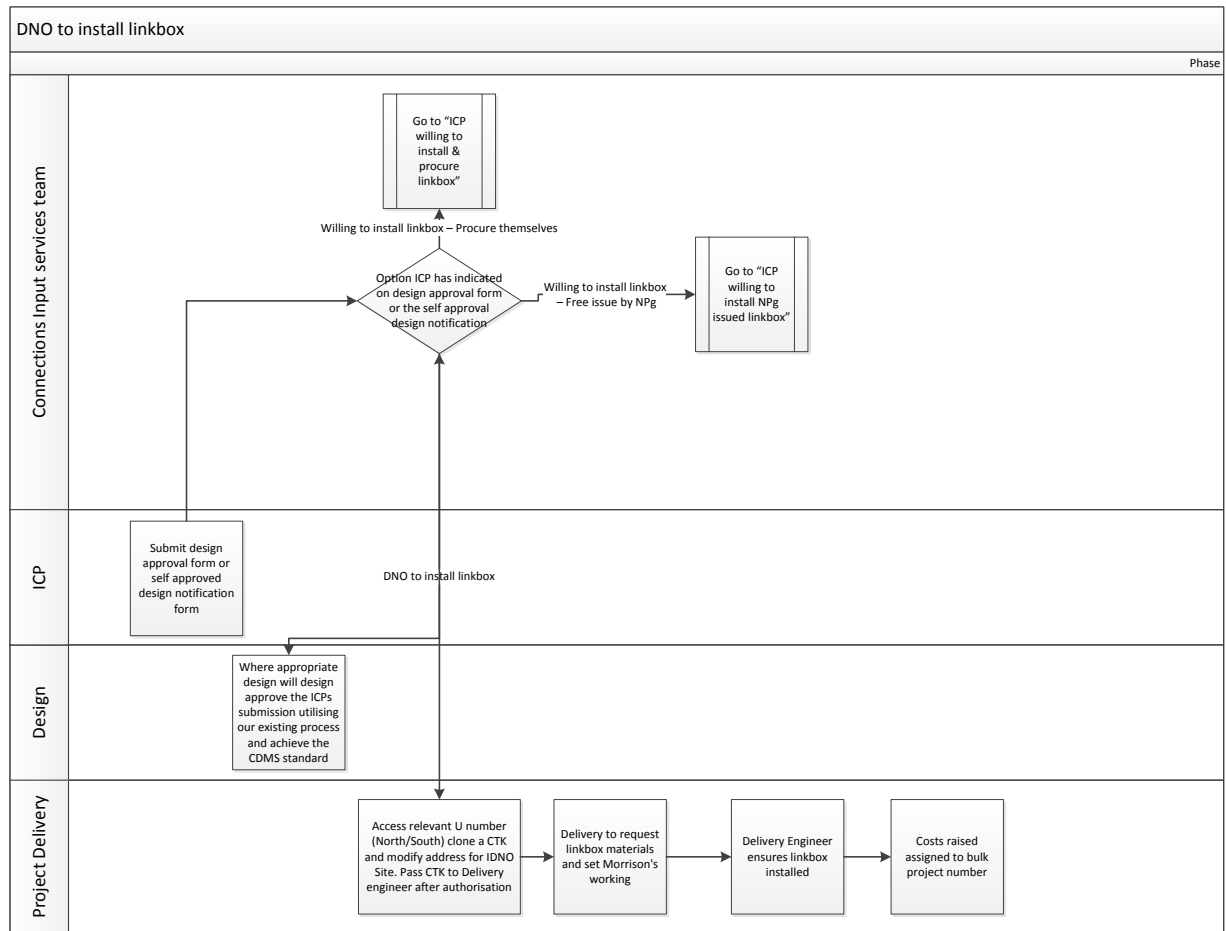 DNO to install linkbox
Phase
Connections Input services team
Go to “ICP
willing to
install &
procure
linkbox”
Willing to install linkbox – Procure themselves
Option ICP has indicated
on design approval form
or the self approval
design notification
Willing to install linkbox
– Free issue by NPg
Go to “ICP
willing to
install NPg
issued linkbox”
ICP
Submit design
approval form or
self approved
design notification
form
DNO to install linkbox
Design
Where appropriate
design will design
approve the ICPs
submission utilising
our existing process
and achieve the
CDMS standard
Project Delivery
Access relevant U number
(North/South) clone a CTK
and modify address for IDNO
Site. Pass CTK to Delivery
engineer after authorisation
Delivery to request
linkbox materials
and set Morrison's
working
Delivery Engineer
ensures linkbox
installed
Costs raised
assigned to bulk
project number